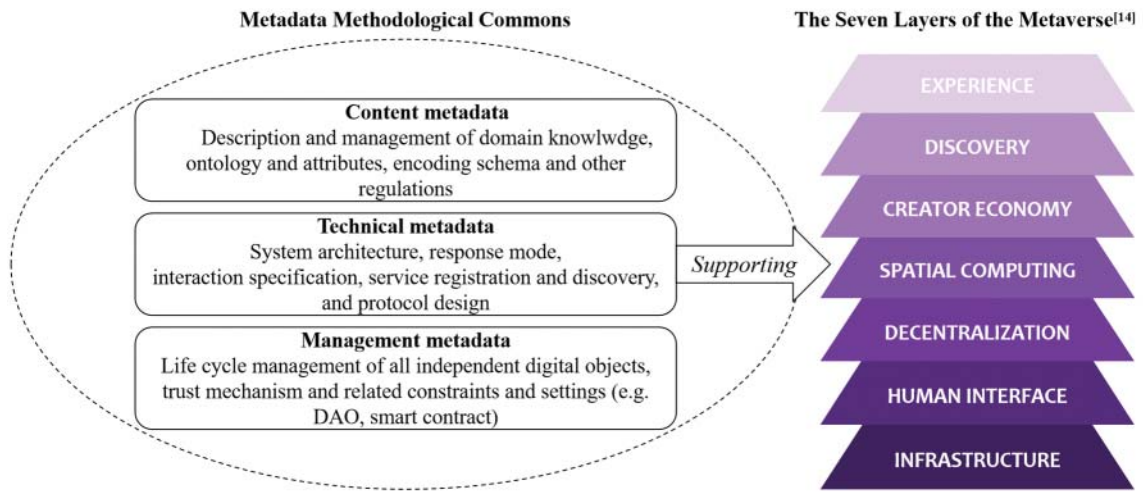 Metadata Methodological Commons
Content metadata
Description and management of domain knowlwdge,
ontology and attributes, encoding schema and other
regulations
Technical metadata
System architecture, response mode,
interaction specification, service registration and discovery,
and protocol design
Management metadata
Life cycle management of all independent digital objects,
trust mechanism and related constraints and settings (e.g.
DAO, smart contract)
Supporting
The Seven Layers of the Metaverse[14]
EXPERIENCE
DISCOVERY
CREATOR ECONOMY
SPATIAL COMPUTING
DECENTRALIZATION
HUMAN INTERFACE
INFRASTRUCTURE